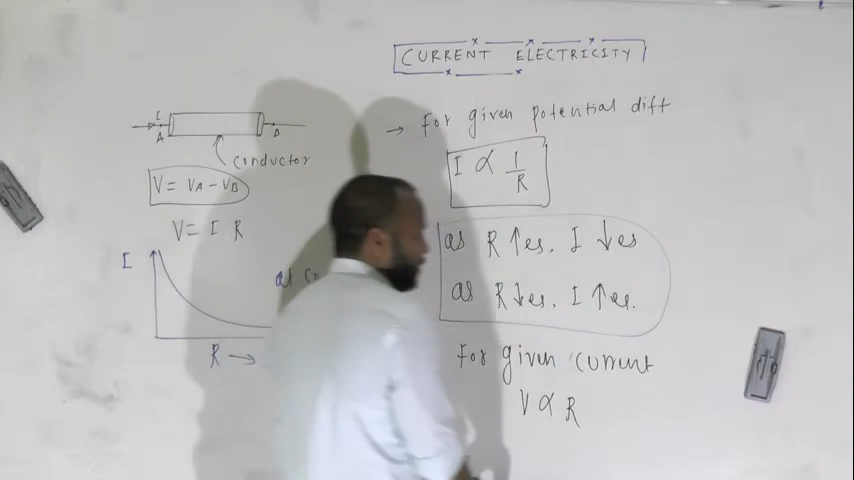 CURRENT ELECTRICITY
I
A
B
conductor
V = VA - VB
V = I R
I
at
R →
→ For given potential diff
I ∝ 1/R
as R ↑es. I ↓es
as R ↓es. I ↑es.
For given current
V ∝ R